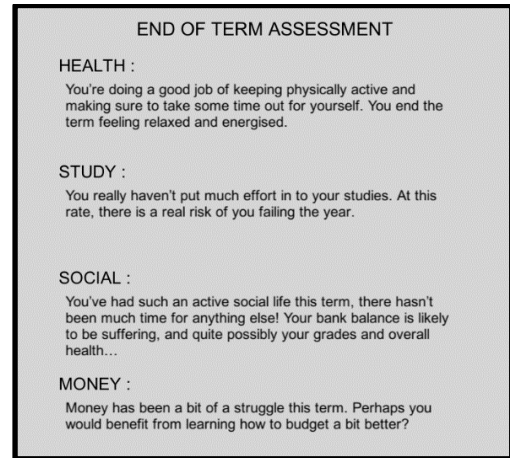 END OF TERM ASSESSMENT
HEALTH :
You're doing a good job of keeping physically active and
making sure to take some time out for yourself. You end the
term feeling relaxed and energised.
STUDY :
You really haven't put much effort in to your studies. At this
rate, there is a real risk of you failing the year.
SOCIAL :
You've had such an active social life this term, there hasn't
been much time for anything else! Your bank balance is likely
to be suffering, and quite possibly your grades and overall
health…
MONEY :
Money has been a bit of a struggle this term. Perhaps you
would benefit from learning how to budget a bit better?